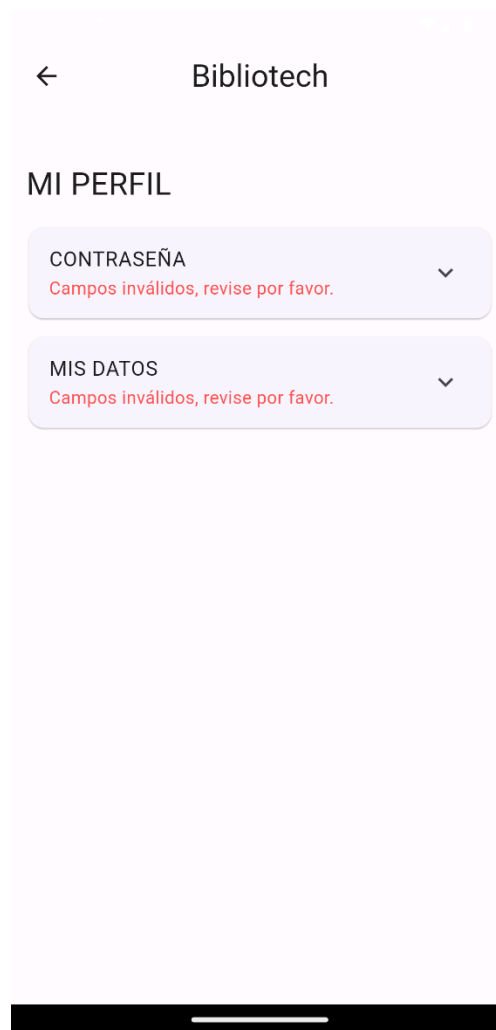 Bibliotech
MI PERFIL
CONTRASEÑA
Campos inválidos, revise por favor.
MIS DATOS
Campos inválidos, revise por favor.